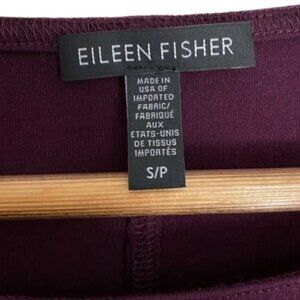 EILEEN FISHER
MADE IN
USA OF
IMPORTED
FABRIC/
FABRIQUÉ
AUX
ETATS-UNIS
DE TISSUS
IMPORTÉS
S/P